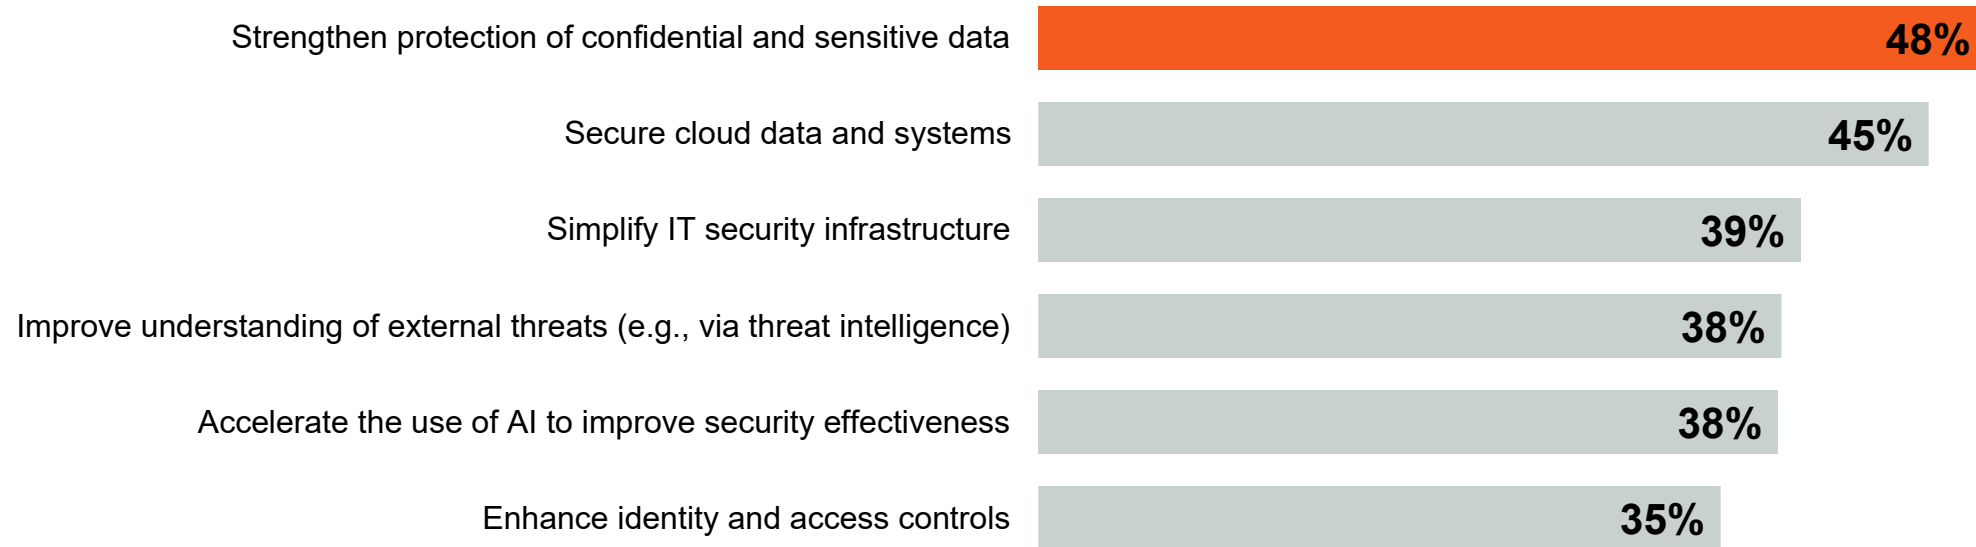 Strengthen protection of confidential and sensitive data 48%
Secure cloud data and systems 45%
Simplify IT security infrastructure 39%
Improve understanding of external threats (e.g., via threat intelligence) 38%
Accelerate the use of AI to improve security effectiveness 38%
Enhance identity and access controls 35%